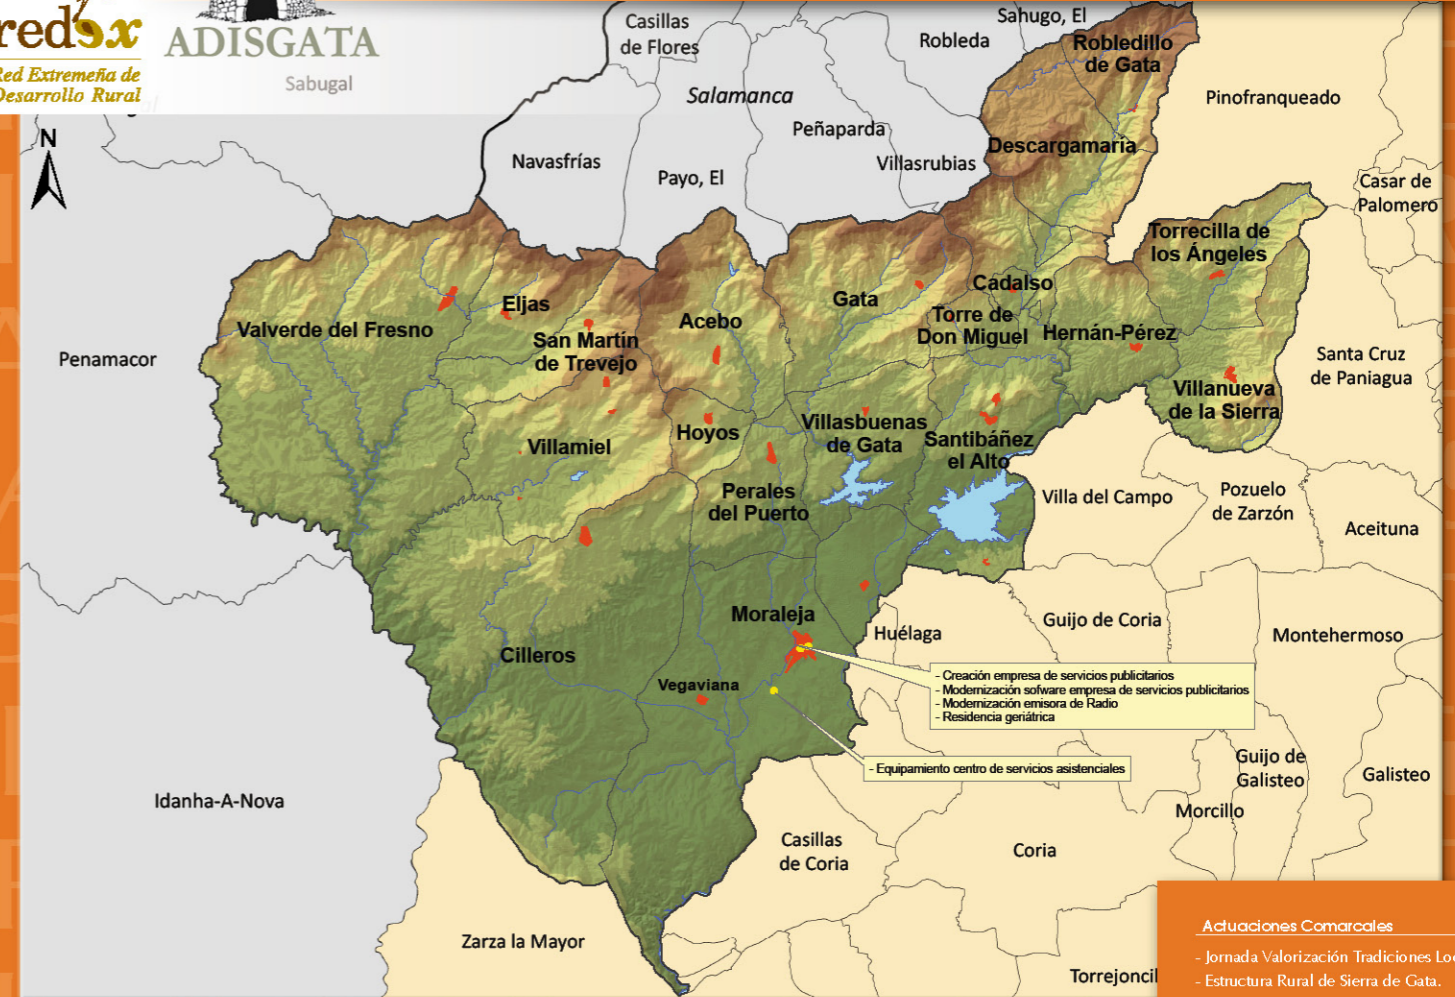 redex
Red Extremeña de
Desarrollo Rural
ADISGATA
Sabugal
N
Casillas
de Flores
Robleda
Sahugo, El
Robledillo
de Gata
Pinofranqueado
Salamanca
Peñaparda
Descargamaría
Navasfrías
Payo, El
Villasrubias
Casar de
Palomero
Torrecilla de
los Ángeles
Cadalso
Gata
Eljas
Acebo
Torre de
Don Miguel
Hernán-Pérez
Valverde del Fresno
San Martín
de Trevejo
Penamacor
Santa Cruz
de Paniagua
Villanueva
de la Sierra
Villasbuenas
de Gata
Hoyos
Santibáñez
el Alto
Villamiel
Perales
del Puerto
Villa del Campo
Pozuelo
de Zarzón
Aceituna
Moraleja
Huélaga
Guijo de Coria
Montehermoso
Cilleros
Vegaviana
- Creación empresa de servicios publicitarios
- Modernización sofware empresa de servicios publicitarios
- Modernización emisora de Radio
- Residencia geriátrica
- Equipamiento centro de servicios asistenciales
Guijo de
Galisteo
Galisteo
Idanha-A-Nova
Morcillo
Casillas
de Coria
Coria
Zarza la Mayor
Torrejoncil
Actuaciones Comarcales
- Jornada Valorización Tradiciones Loc
- Estructura Rural de Sierra de Gata.